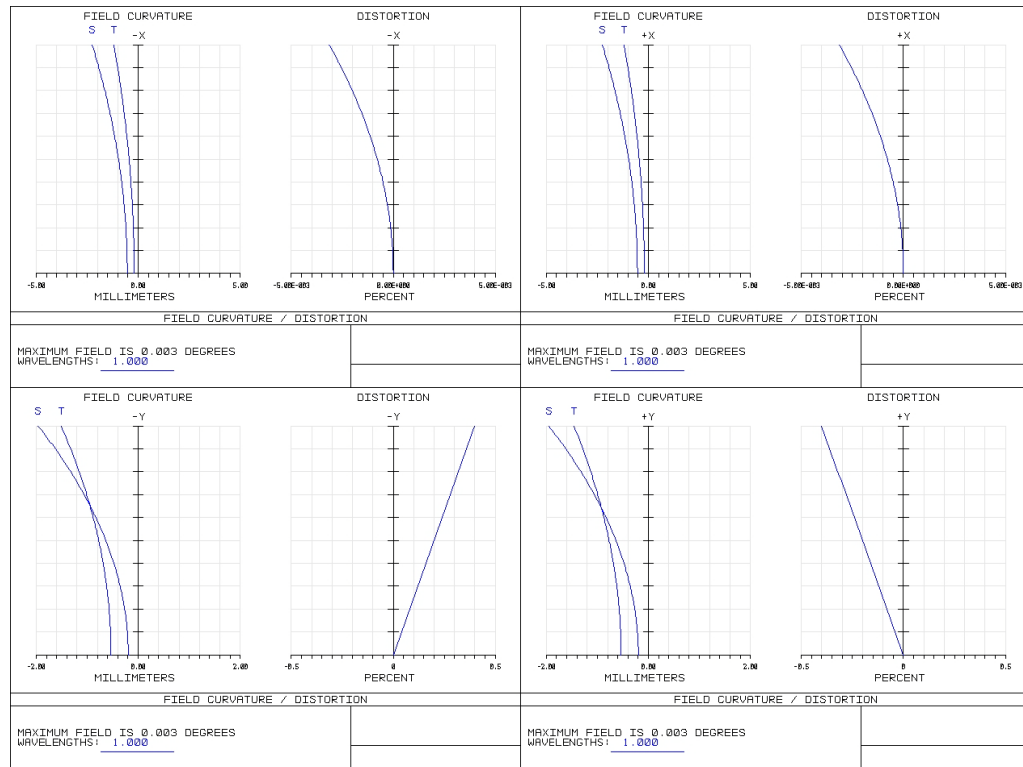 FIELD CURVATURE
S T
-X
-5.00 0.00 5.00
MILLIMETERS
DISTORTION
-X
-5.00E-003 0.00E+000 5.00E-003
PERCENT
FIELD CURVATURE / DISTORTION
MAXIMUM FIELD IS 0.003 DEGREES
WAVELENGTHS: 1.000
FIELD CURVATURE
S T
+X
-5.00 0.00 5.00
MILLIMETERS
DISTORTION
+X
-5.00E-003 0.00E+000 5.00E-003
PERCENT
FIELD CURVATURE / DISTORTION
MAXIMUM FIELD IS 0.003 DEGREES
WAVELENGTHS: 1.000
FIELD CURVATURE
S T
-Y
-2.00 0.00 2.00
MILLIMETERS
DISTORTION
-Y
-0.5 0 0.5
PERCENT
FIELD CURVATURE / DISTORTION
MAXIMUM FIELD IS 0.003 DEGREES
WAVELENGTHS: 1.000
FIELD CURVATURE
S T
+Y
-2.00 0.00 2.00
MILLIMETERS
DISTORTION
+Y
-0.5 0 0.5
PERCENT
FIELD CURVATURE / DISTORTION
MAXIMUM FIELD IS 0.003 DEGREES
WAVELENGTHS: 1.000